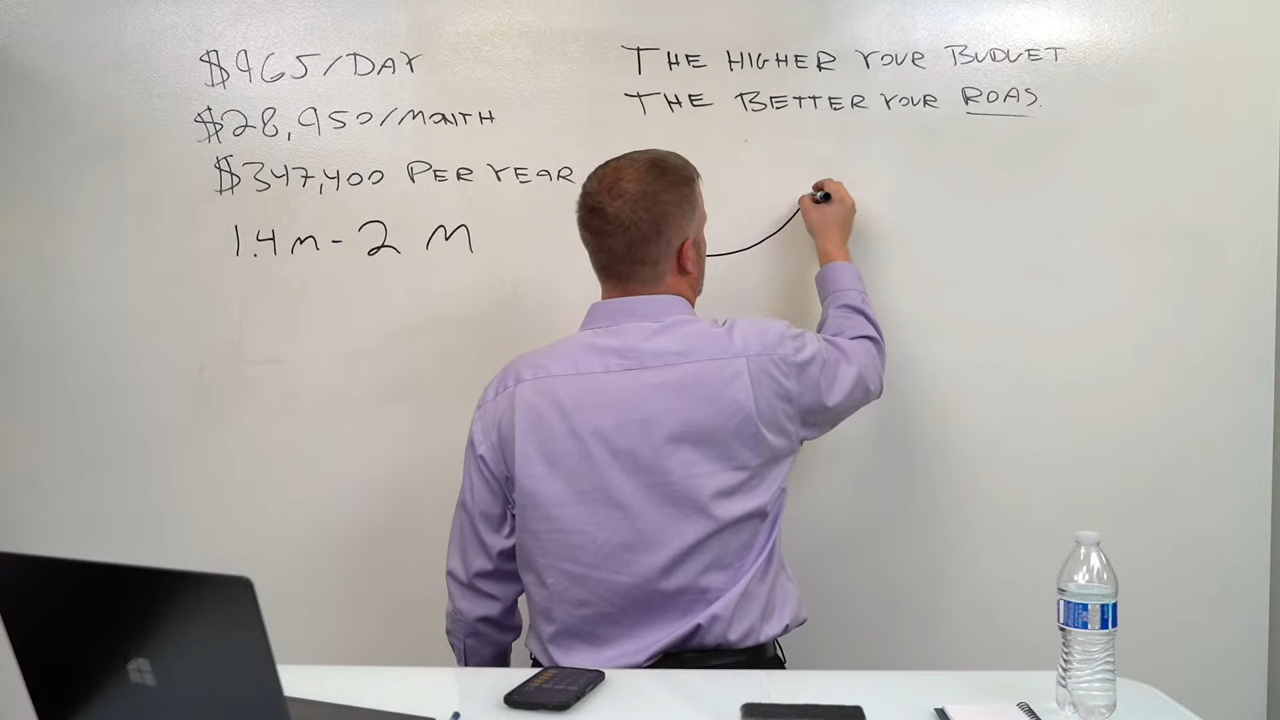 $965/DAY
$28,950/MONTH
$347,400 PER YEAR
1.4M - 2 M
THE HIGHER YOUR BUDGET
THE BETTER YOUR ROAS.